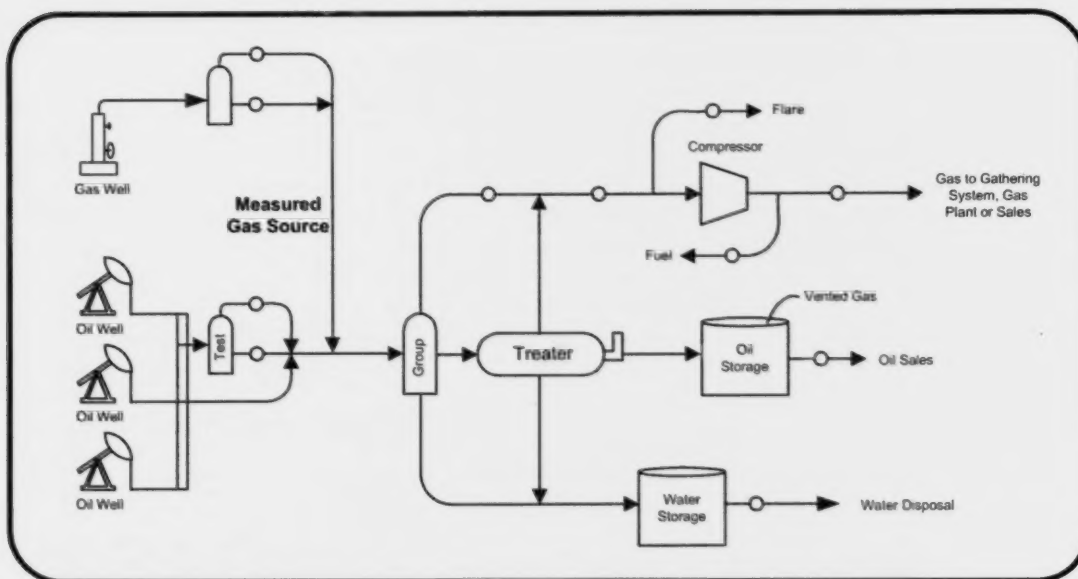 Gas Well
Measured
Gas Source
Flare
Compressor
Gas to Gathering
System, Gas
Plant or Sales
Fuel
Oil Well
Oil Well
Oil Well
Test
Group
Treater
Vented Gas
Oil
Storage
Oil Sales
Water
Storage
Water Disposal